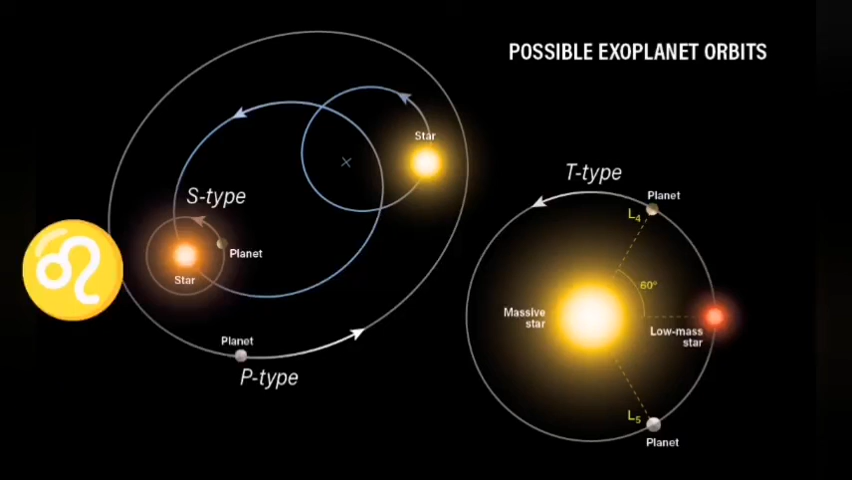 POSSIBLE EXOPLANET ORBITS
Star
S-type
Planet
Star
Planet
P-type
T-type
Planet
L4
60°
Massive
star
Low-mass
star
L5
Planet